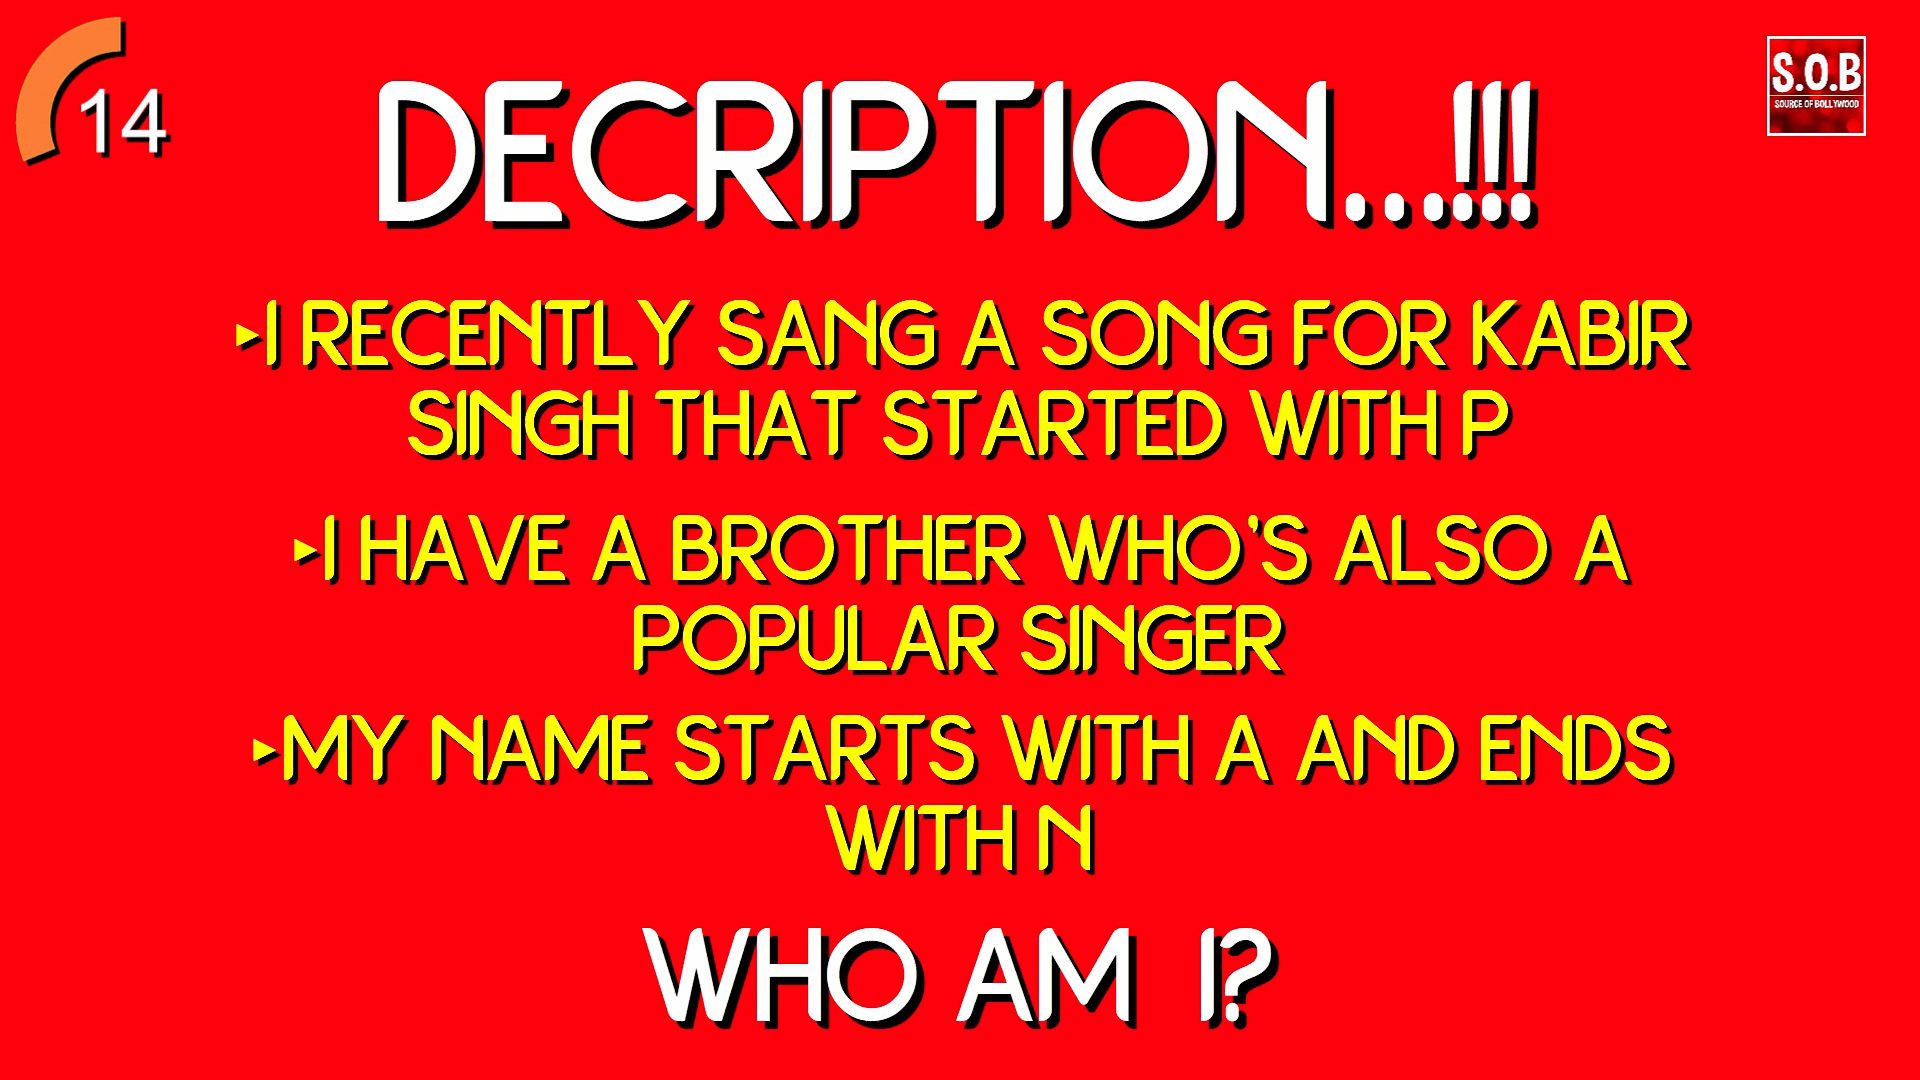 14
S.O.B
SOURCE OF BOLLYWOOD
DECRIPTION...!!!
▸I RECENTLY SANG A SONG FOR KABIR
SINGH THAT STARTED WITH P
▸I HAVE A BROTHER WHO'S ALSO A
POPULAR SINGER
▸MY NAME STARTS WITH A AND ENDS
WITH N
WHO AM I?